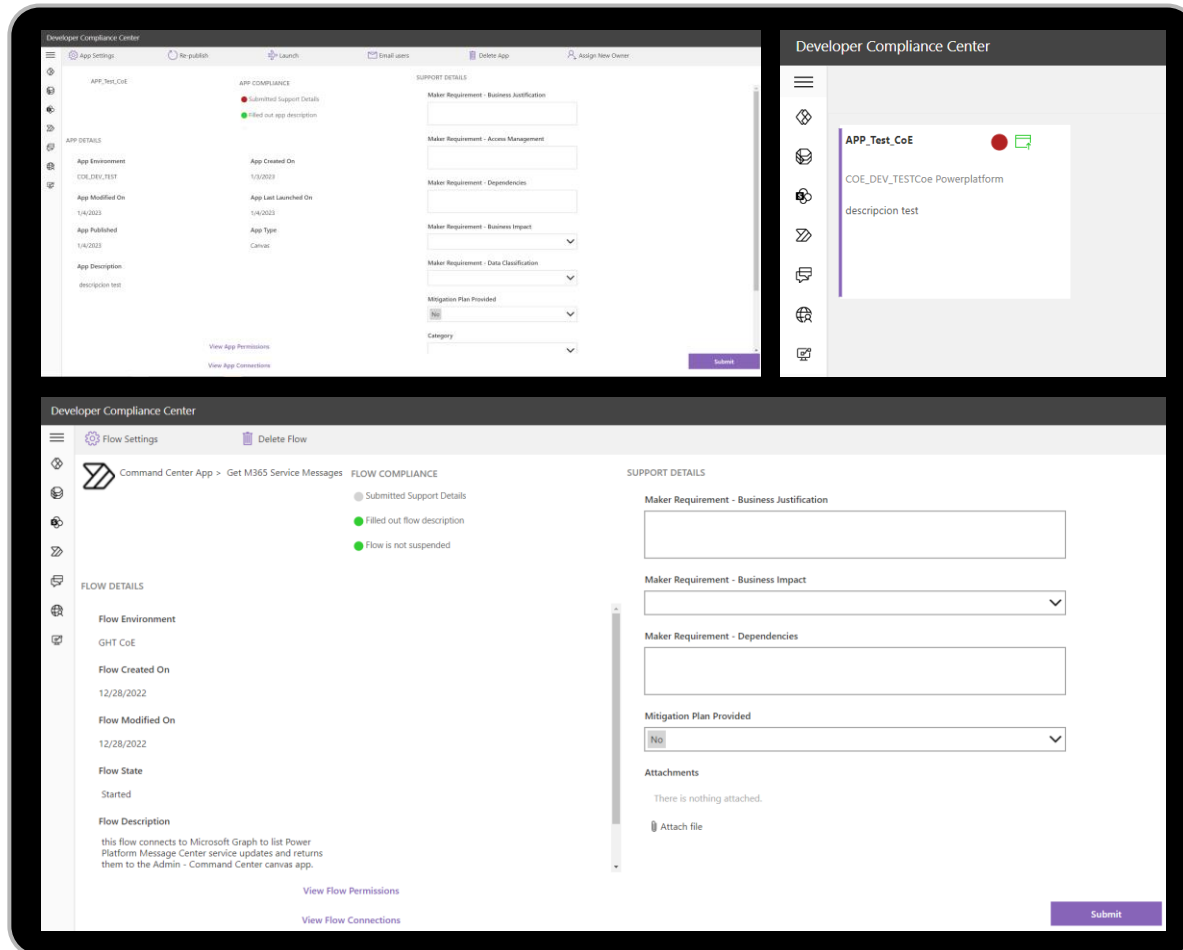 Developer Compliance Center
App Settings Re-publish Launch Email users Delete App Assign New Owner
APP_Test_CoE
APP COMPLIANCE
Submitted Support Details
Filled out app description
APP DETAILS
App Environment App Created On
COE_DEV_TEST 1/3/2023
App Modified On App Last Launched On
1/4/2023 1/4/2023
App Published App Type
1/4/2023 Canvas
App Description
descripcion test
View App Permissions
View App Connections
SUPPORT DETAILS
Maker Requirement - Business Justification
Maker Requirement - Access Management
Maker Requirement - Dependencies
Maker Requirement - Business Impact
Maker Requirement - Data Classification
Mitigation Plan Provided
No
Category
Submit
Developer Compliance Center
APP_Test_CoE
COE_DEV_TESTCoe Powerplatform
descripcion test
Developer Compliance Center
Flow Settings Delete Flow
Command Center App > Get M365 Service Messages
FLOW COMPLIANCE
Submitted Support Details
Filled out flow description
Flow is not suspended
FLOW DETAILS
Flow Environment
GHT CoE
Flow Created On
12/28/2022
Flow Modified On
12/28/2022
Flow State
Started
Flow Description
this flow connects to Microsoft Graph to list Power
Platform Message Center service updates and returns
them to the Admin - Command Center canvas app.
View Flow Permissions
View Flow Connections
SUPPORT DETAILS
Maker Requirement - Business Justification
Maker Requirement - Business Impact
Maker Requirement - Dependencies
Mitigation Plan Provided
No
Attachments
There is nothing attached.
Attach file
Submit